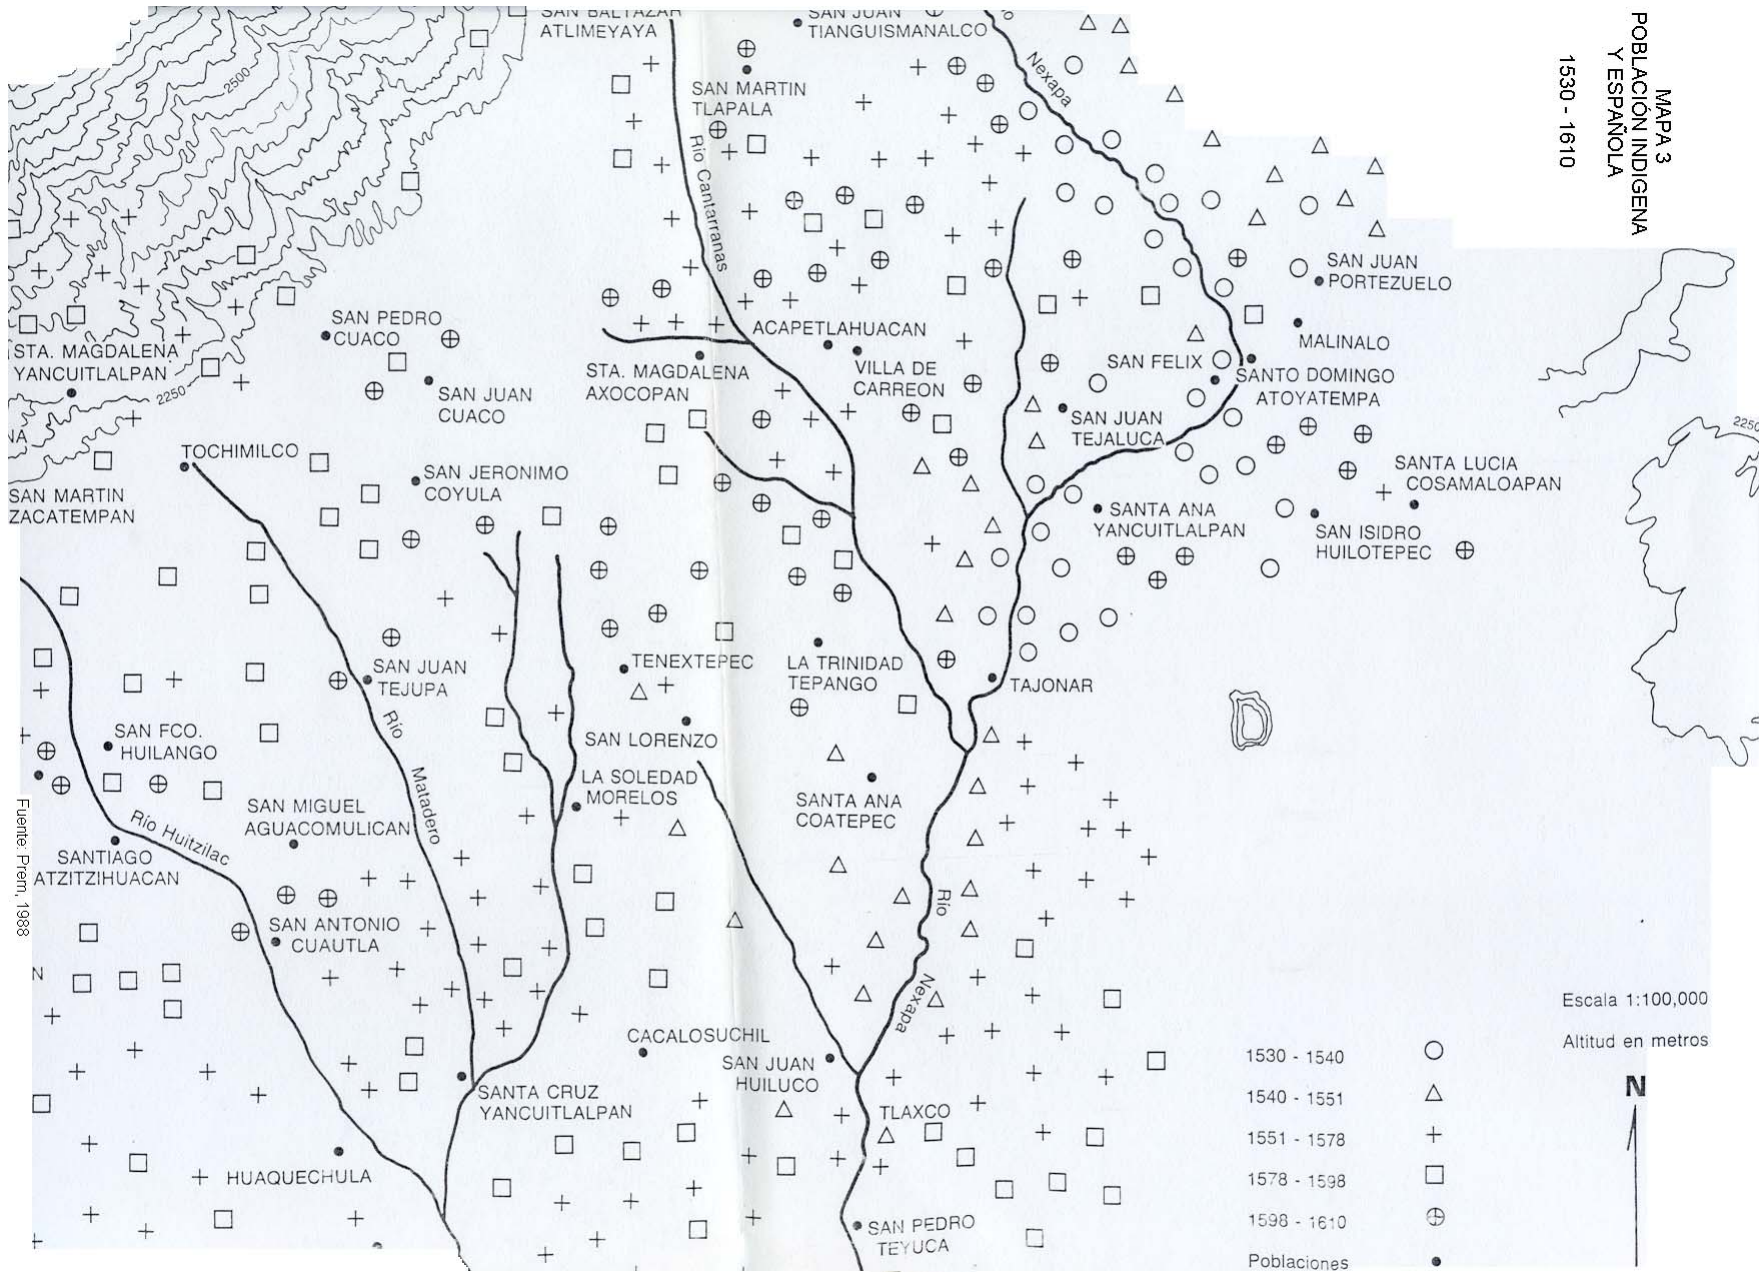 MAPA 3
POBLACIÓN INDIGENA
Y ESPAÑOLA
1530 - 1610
SAN BALTAZAR
ATLIMEYAYA
SAN JUAN
TIANGUISMANALCO
Nexapa
2500
SAN MARTIN
TLAPALA
Río Cantarranas
SAN JUAN
PORTEZUELO
SAN PEDRO
CUACO
ACAPETLAHUACAN
MALINALO
STA. MAGDALENA
YANCUITLALPAN
2250
SAN JUAN
CUACO
STA. MAGDALENA
AXOCOPAN
VILLA DE
CARREON
SAN FELIX
SANTO DOMINGO
ATOYATEMPA
SAN JUAN
TEJALUCA
2250
NA
TOCHIMILCO
SAN JERONIMO
COYULA
SANTA LUCIA
COSAMALOAPAN
SAN MARTIN
ZACATEMPAN
SANTA ANA
YANCUITLALPAN
SAN ISIDRO
HUILOTEPEC
SAN JUAN
TEJUPA
TENEXTEPEC
LA TRINIDAD
TEPANGO
TAJONAR
SAN FCO.
HUILANGO
Río
Matadero
SAN LORENZO
LA SOLEDAD
MORELOS
SANTA ANA
COATEPEC
SAN MIGUEL
AGUACOMULICAN
Río Huitzilac
SANTIAGO
ATZITZIHUACAN
Fuente: Prem, 1988
SAN ANTONIO
CUAUTLA
Río
Nexapa
N
CACALOSUCHIL
SAN JUAN
HUILUCO
SANTA CRUZ
YANCUITLALPAN
TLAXCO
HUAQUECHULA
SAN PEDRO
TEYUCA
Escala 1:100,000
Altitud en metros
N
1530 - 1540
1540 - 1551
1551 - 1578
1578 - 1598
1598 - 1610
Poblaciones